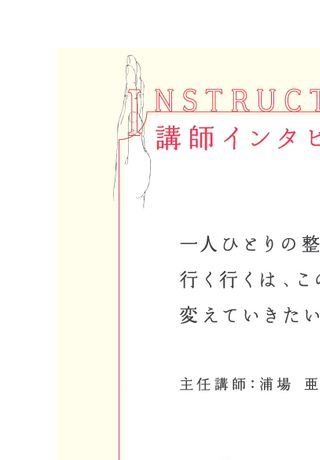 INSTRUCT
講師インタビ
一人ひとりの整
行く行くは、この
変えていきたい
主任講師：浦場 亜